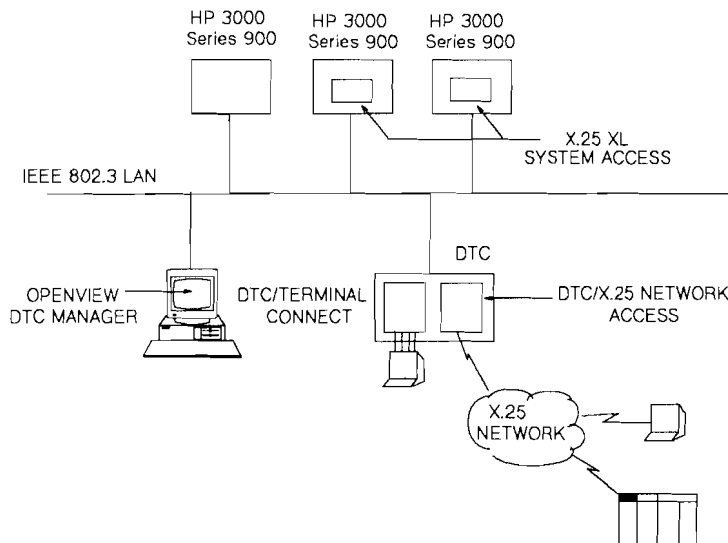 HP 3000
Series 900
HP 3000
Series 900
HP 3000
Series 900
X.25 XL
SYSTEM ACCESS
IEEE 802.3 LAN
DTC
OPENVIEW
DTC MANAGER
DTC/TERMINAL
CONNECT
DTC/X.25 NETWORK
ACCESS
X.25
NETWORK